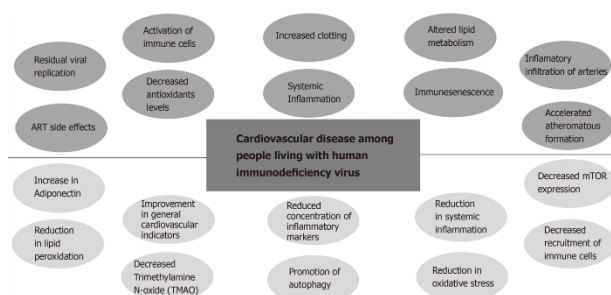 Residual viral
replication
Activation of
immune cells
Increased clotting
Altered lipid
metabolism
Inflamatory
infiltration of arteries
ART side effects
Decreased
antioxidants
levels
Systemic
Inflammation
Immunesenescence
Accelerated
atheromatous
formation
Cardiovascular disease among
people living with human
immunodeficiency virus
Increase in
Adiponectin
Improvement
in general
cardiovascular
indicators
Reduced
concentration of
inflammatory
markers
Reduction
in systemic
inflammation
Decreased mTOR
expression
Reduction
in lipid
peroxidation
Decreased
Trimethylamine
N-oxide (TMAO)
Promotion of
autophagy
Reduction in
oxidative stress
Decreased
recruitment of
immune cells